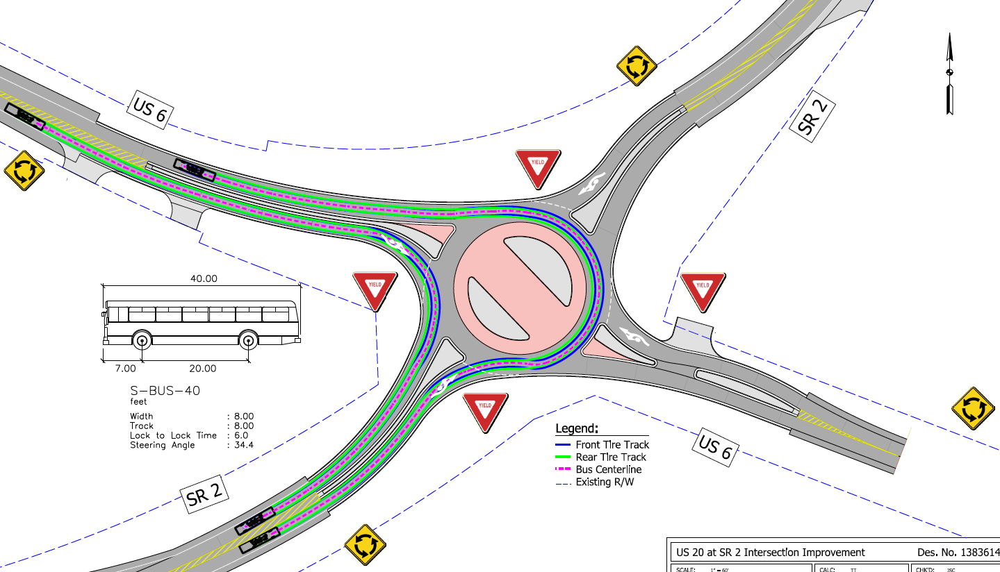 US 6
SR 2
YIELD
YIELD
YIELD
40.00
7.00
20.00
S-BUS-40
feet
Width : 8.00
Track : 8.00
Lock to Lock Time : 6.0
Steering Angle : 34.4
YIELD
Legend:
Front Tire Track
Rear Tire Track
Bus Centerline
Existing R/W
US 6
SR 2
US 20 at SR 2 Intersection Improvement Des. No. 1383614
SCALE: 1" = 60' CALC: TT CHK'D: JSC